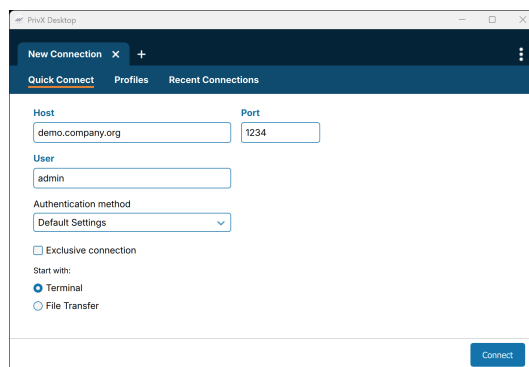 PrivX Desktop
New Connection
Quick Connect Profiles Recent Connections
Host Port
demo.company.org 1234
User
admin
Authentication method
Default Settings
Exclusive connection
Start with:
Terminal
File Transfer
Connect